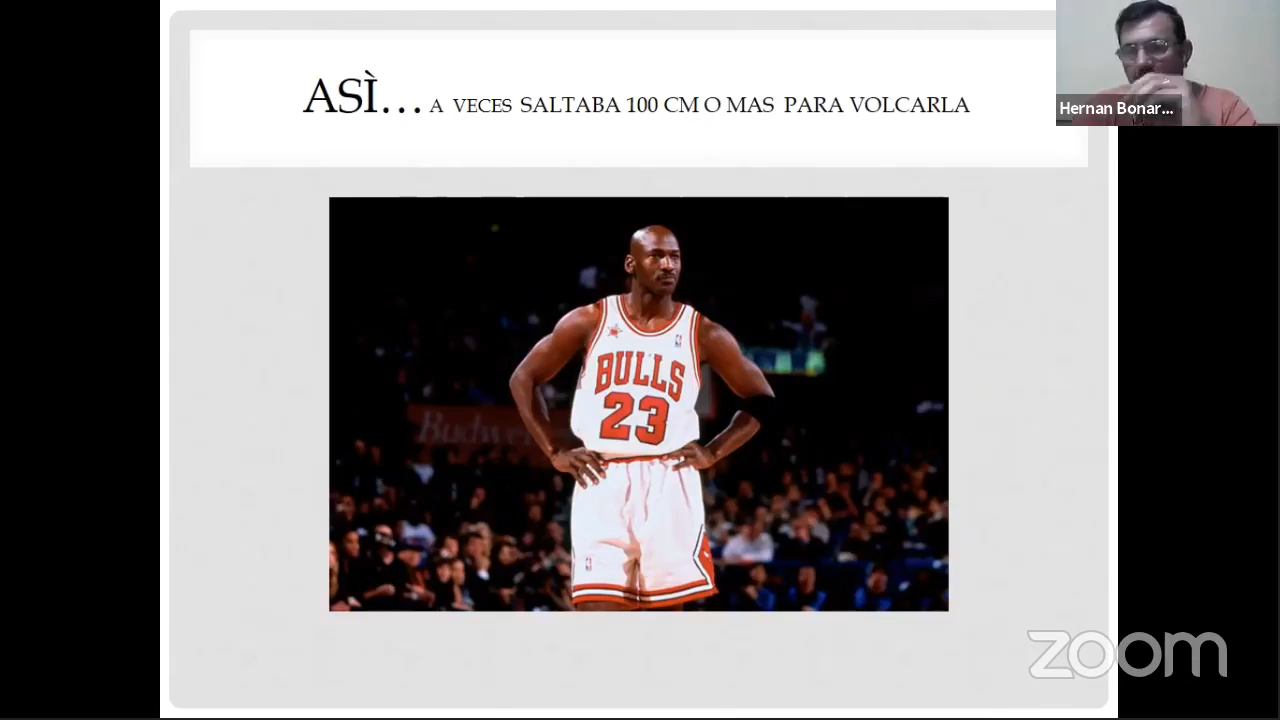 ASÌ... A VECES SALTABA 100 CM O MAS PARA VOLCARLA
Hernan Bonar...
BULLS
23
zoom